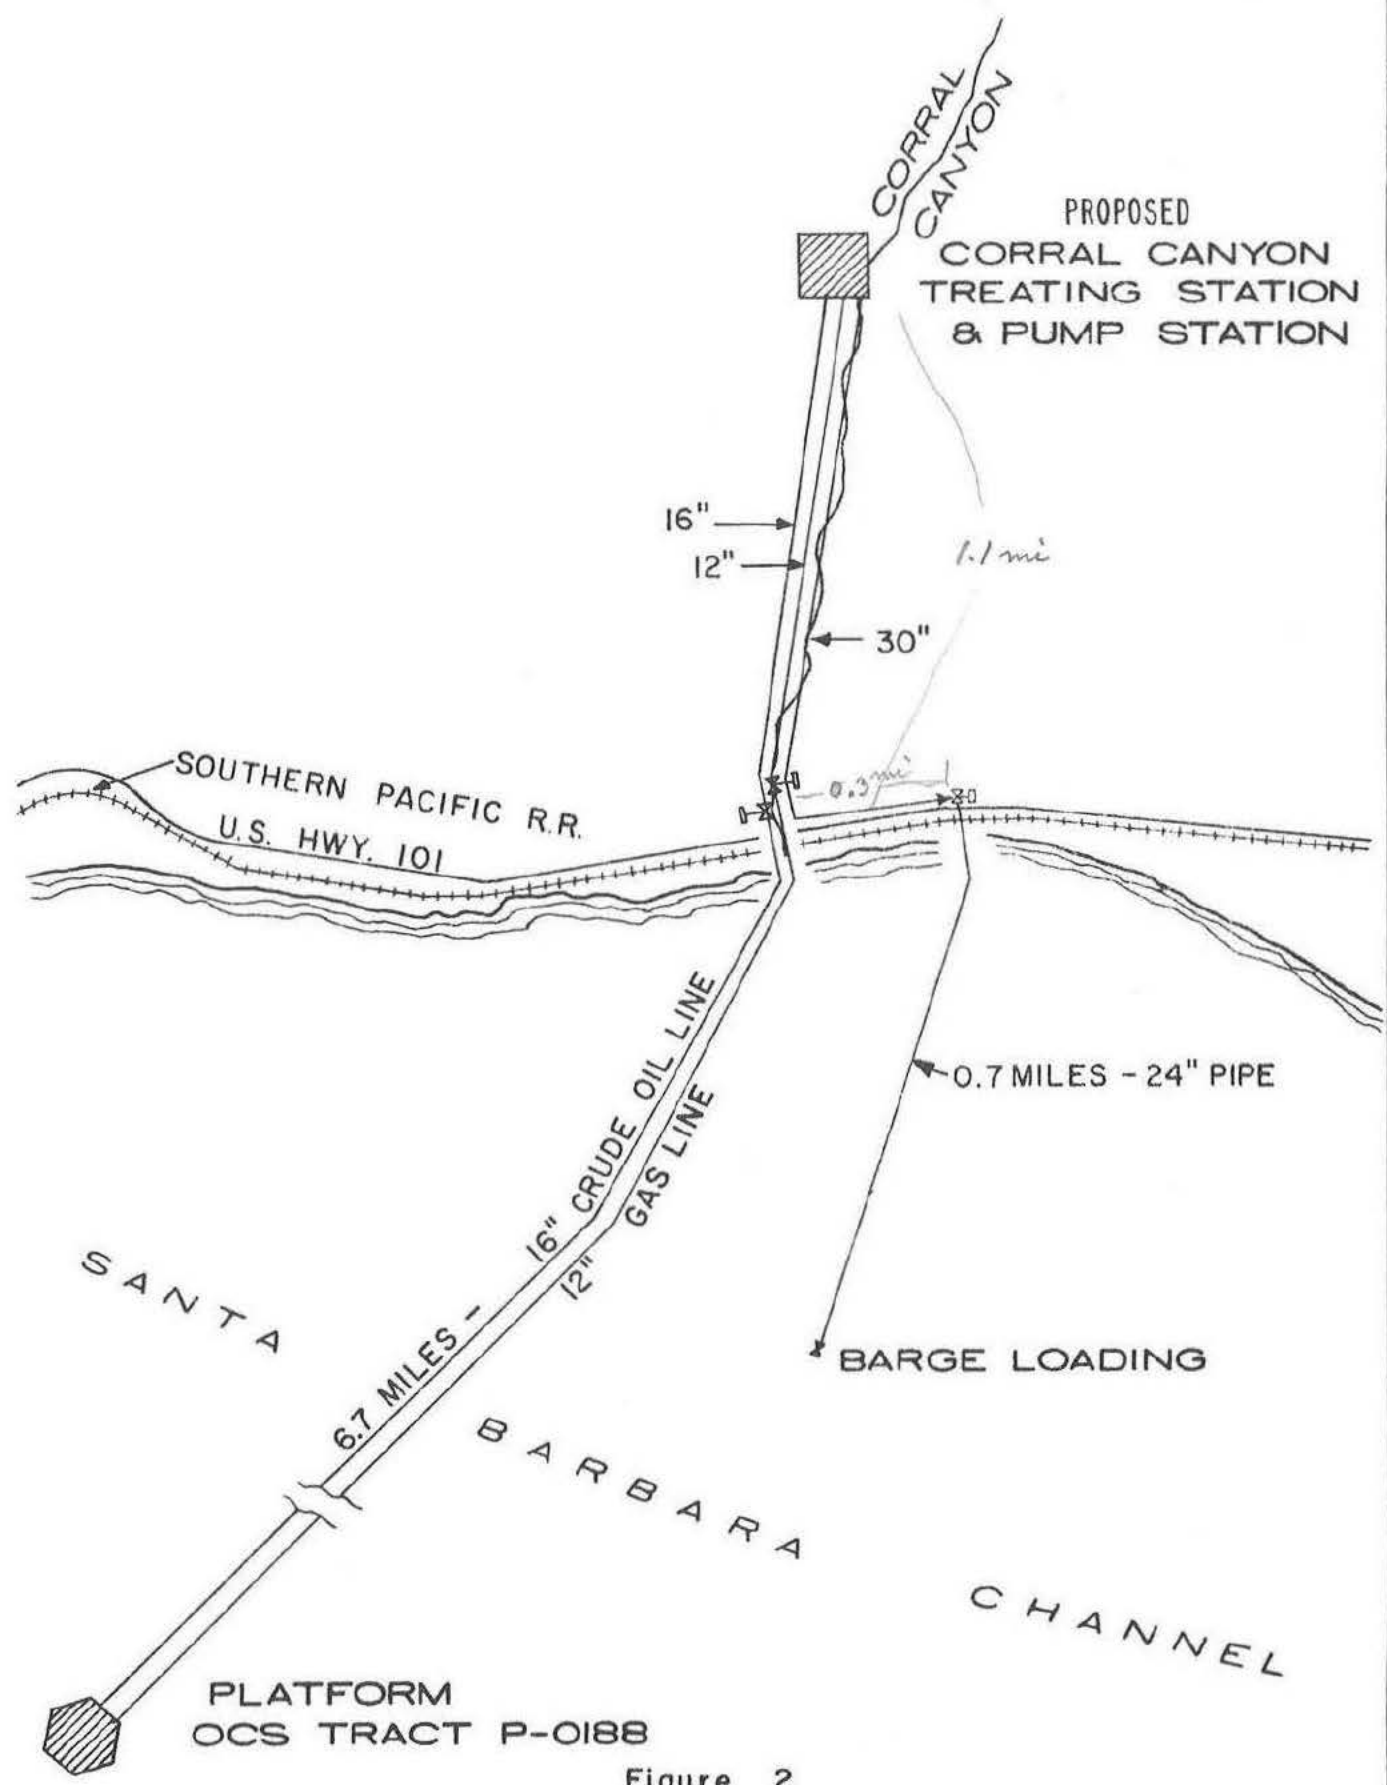 CORRAL
CANYON
PROPOSED
CORRAL CANYON
TREATING STATION
& PUMP STATION
16"
12"
1.1 mi
30"
SOUTHERN PACIFIC R.R.
U.S. HWY. 101
0.3 mi
0.7 MILES - 24" PIPE
6.7 MILES - 16" CRUDE OIL LINE
12" GAS LINE
BARGE LOADING
SANTA BARBARA CHANNEL
PLATFORM
OCS TRACT P-0188
Figure 2